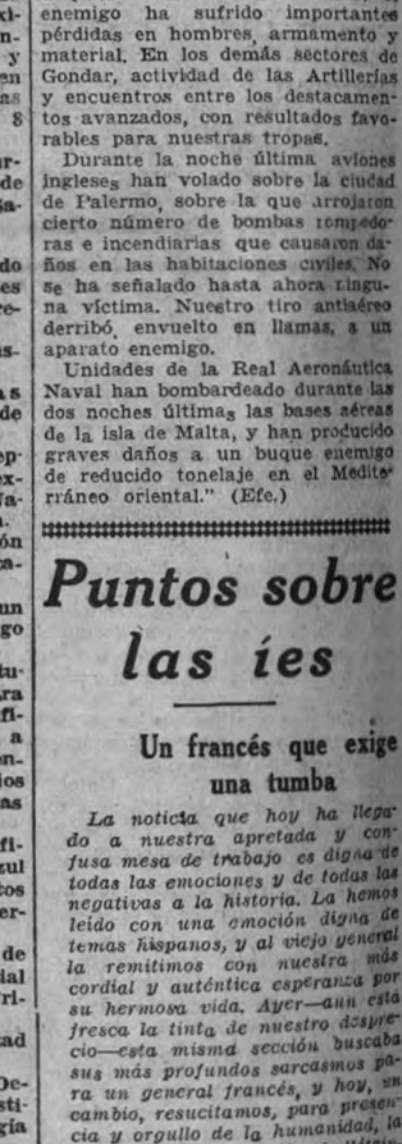 enemigo ha sufrido importantes
pérdidas en hombres, armamento y
material. En los demás sectores de
Gondar, actividad de las Artillerías
y encuentros entre los destacamen-
tos avanzados, con resultados favo-
rables para nuestras tropas.
Durante la noche última aviones
ingleses han volado sobre la ciudad
de Palermo, sobre la que arrojaron
cierto número de bombas rompedo-
ras e incendiarias que causaron da-
ños en las habitaciones civiles. No
se ha señalado hasta ahora ningu-
na víctima. Nuestro tiro antiaéreo
derribó, envuelto en llamas, a un
aparato enemigo.
Unidades de la Real Aeronáutica
Naval han bombardeado durante las
dos noches últimas las bases aéreas
de la isla de Malta, y han producido
graves daños a un buque enemigo
de reducido tonelaje en el Medite-
rráneo oriental." (Efe.)
Puntos sobre
las íes
Un francés que exige
una tumba
La noticia que hoy ha llega-
do a nuestra apretada y con-
fusa mesa de trabajo es digna de
todas las emociones y de todas las
negativas a la historia. La hemos
leído con una emoción digna de
temas hispanos, y al viejo general
la remitimos con nuestra más
cordial y auténtica esperanza por
su hermosa vida. Ayer—aun está
fresca la tinta de nuestro despre-
cio—esta misma sección buscaba
sus más profundos sarcasmos pa-
ra un general francés, y hoy, en
cambio, resucitamos, para presen-
cia y orgullo de la humanidad, la